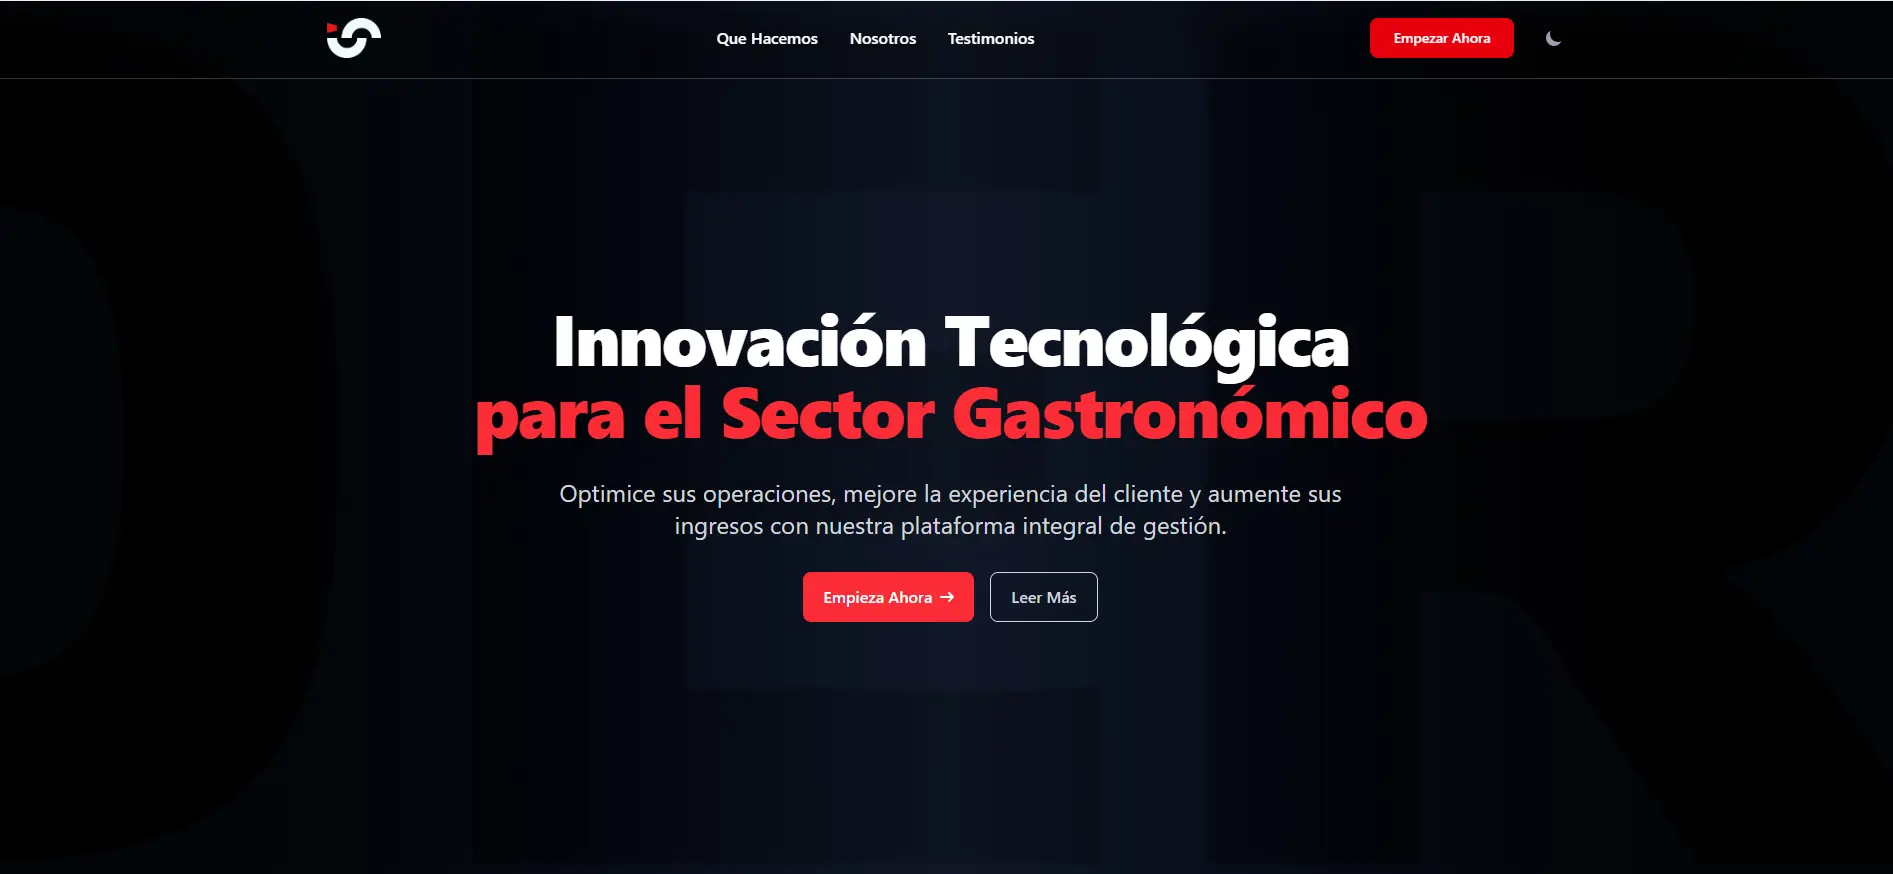 Que Hacemos
Nosotros
Testimonios
Empezar Ahora
Innovación Tecnológica
para el Sector Gastronómico
Optimice sus operaciones, mejore la experiencia del cliente y aumente sus
ingresos con nuestra plataforma integral de gestión.
Empieza Ahora →
Leer Más